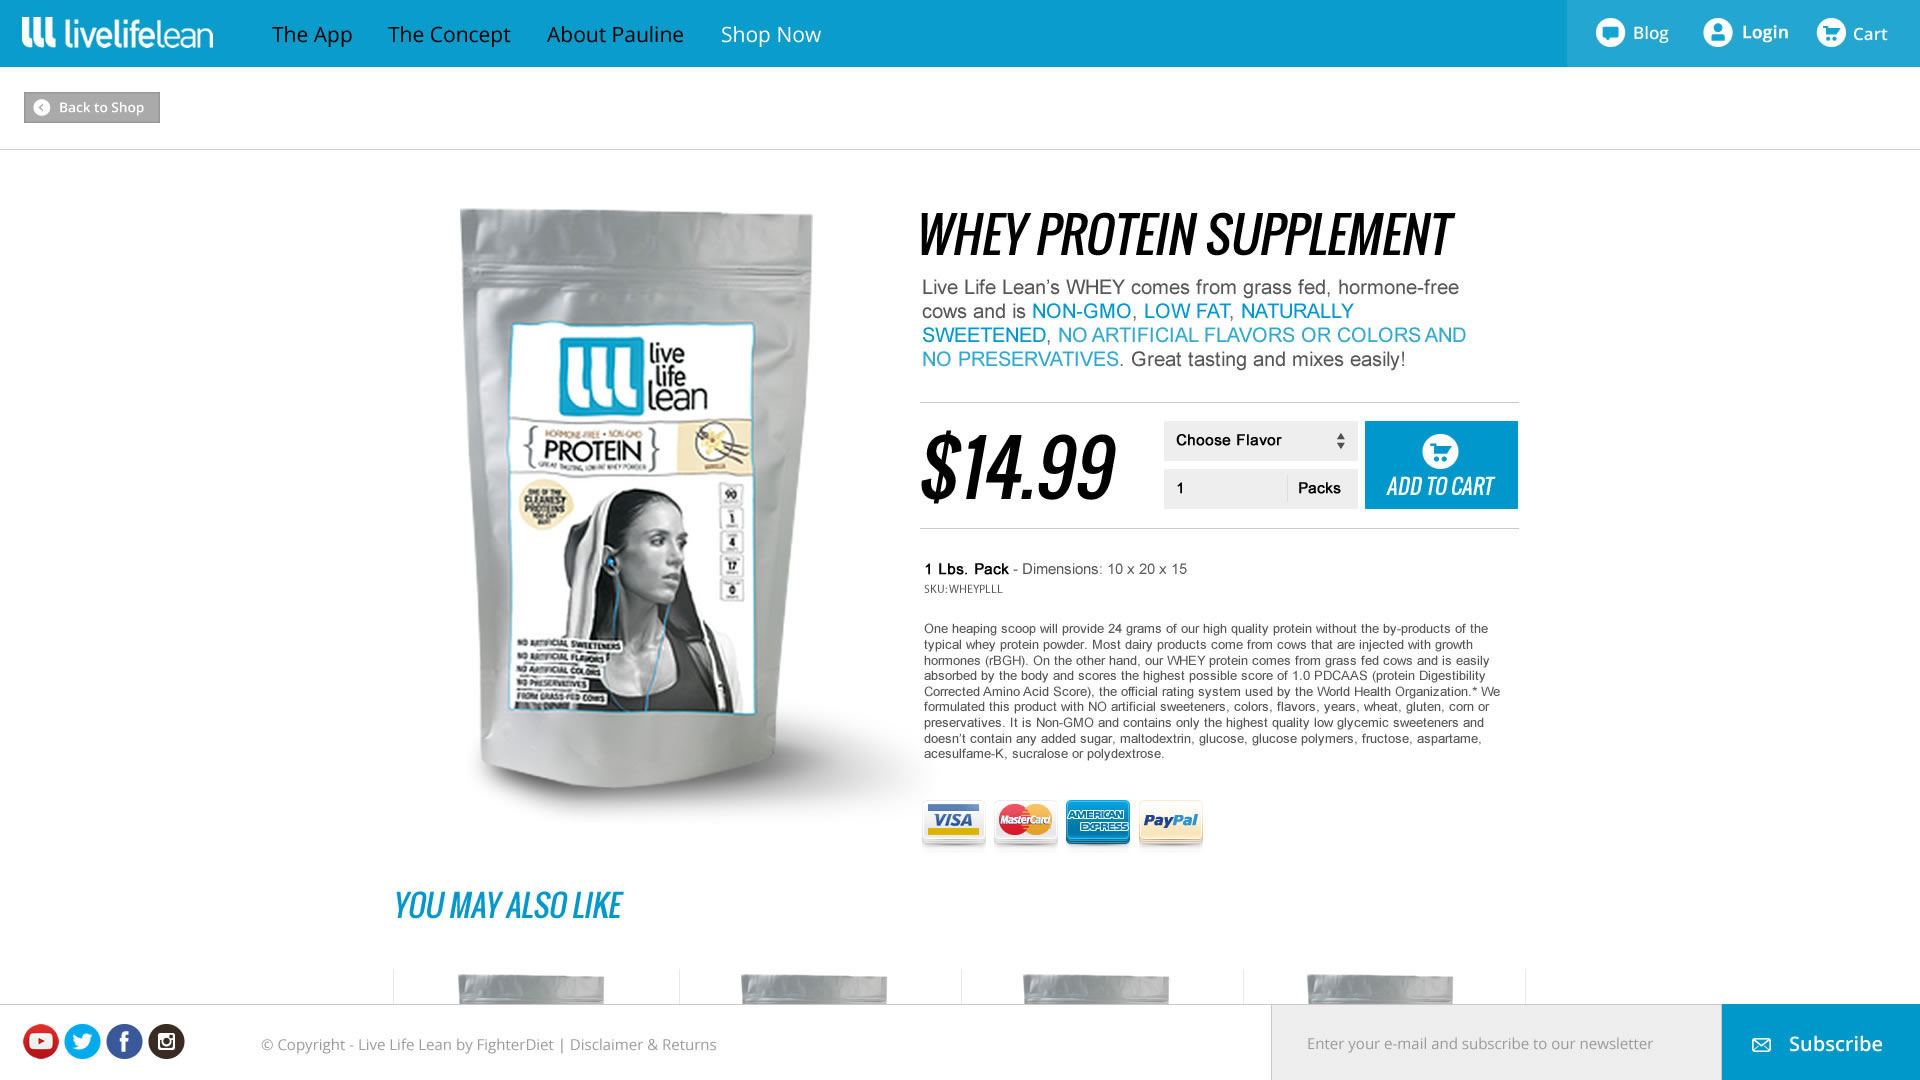 livelifelean
The App
The Concept
About Pauline
Shop Now
Blog
Login
Cart
Back to Shop
WHEY PROTEIN SUPPLEMENT
Live Life Lean’s WHEY comes from grass fed, hormone-free
cows and is NON-GMO, LOW FAT, NATURALLY
SWEETENED, NO ARTIFICIAL FLAVORS OR COLORS AND
NO PRESERVATIVES. Great tasting and mixes easily!
live
life
lean
HORMONE-FREE • NON-GMO
PROTEIN
GREAT TASTING, LOW FAT WHEY POWDER
VANILLA
ONE OF THE
CLEANEST
PROTEINS
YOU CAN
BUY!
90
1
4
17
0
NO ARTIFICIAL SWEETENERS
NO ARTIFICIAL FLAVORS
NO ARTIFICIAL COLORS
NO PRESERVATIVES
FROM GRASS-FED COWS
$14.99
Choose Flavor
1 Packs
ADD TO CART
1 Lbs. Pack - Dimensions: 10 x 20 x 15
SKU: WHEYPLLL
One heaping scoop will provide 24 grams of our high quality protein without the by-products of the
typical whey protein powder. Most dairy products come from cows that are injected with growth
hormones (rBGH). On the other hand, our WHEY protein comes from grass fed cows and is easily
absorbed by the body and scores the highest possible score of 1.0 PDCAAS (protein Digestibility
Corrected Amino Acid Score), the official rating system used by the World Health Organization.* We
formulated this product with NO artificial sweeteners, colors, flavors, years, wheat, gluten, corn or
preservatives. It is Non-GMO and contains only the highest quality low glycemic sweeteners and
doesn’t contain any added sugar, maltodextrin, glucose, glucose polymers, fructose, aspartame,
acesulfame-K, sucralose or polydextrose.
VISA
MasterCard
AMERICAN EXPRESS
PayPal
YOU MAY ALSO LIKE
© Copyright - Live Life Lean by FighterDiet | Disclaimer & Returns
Enter your e-mail and subscribe to our newsletter
Subscribe